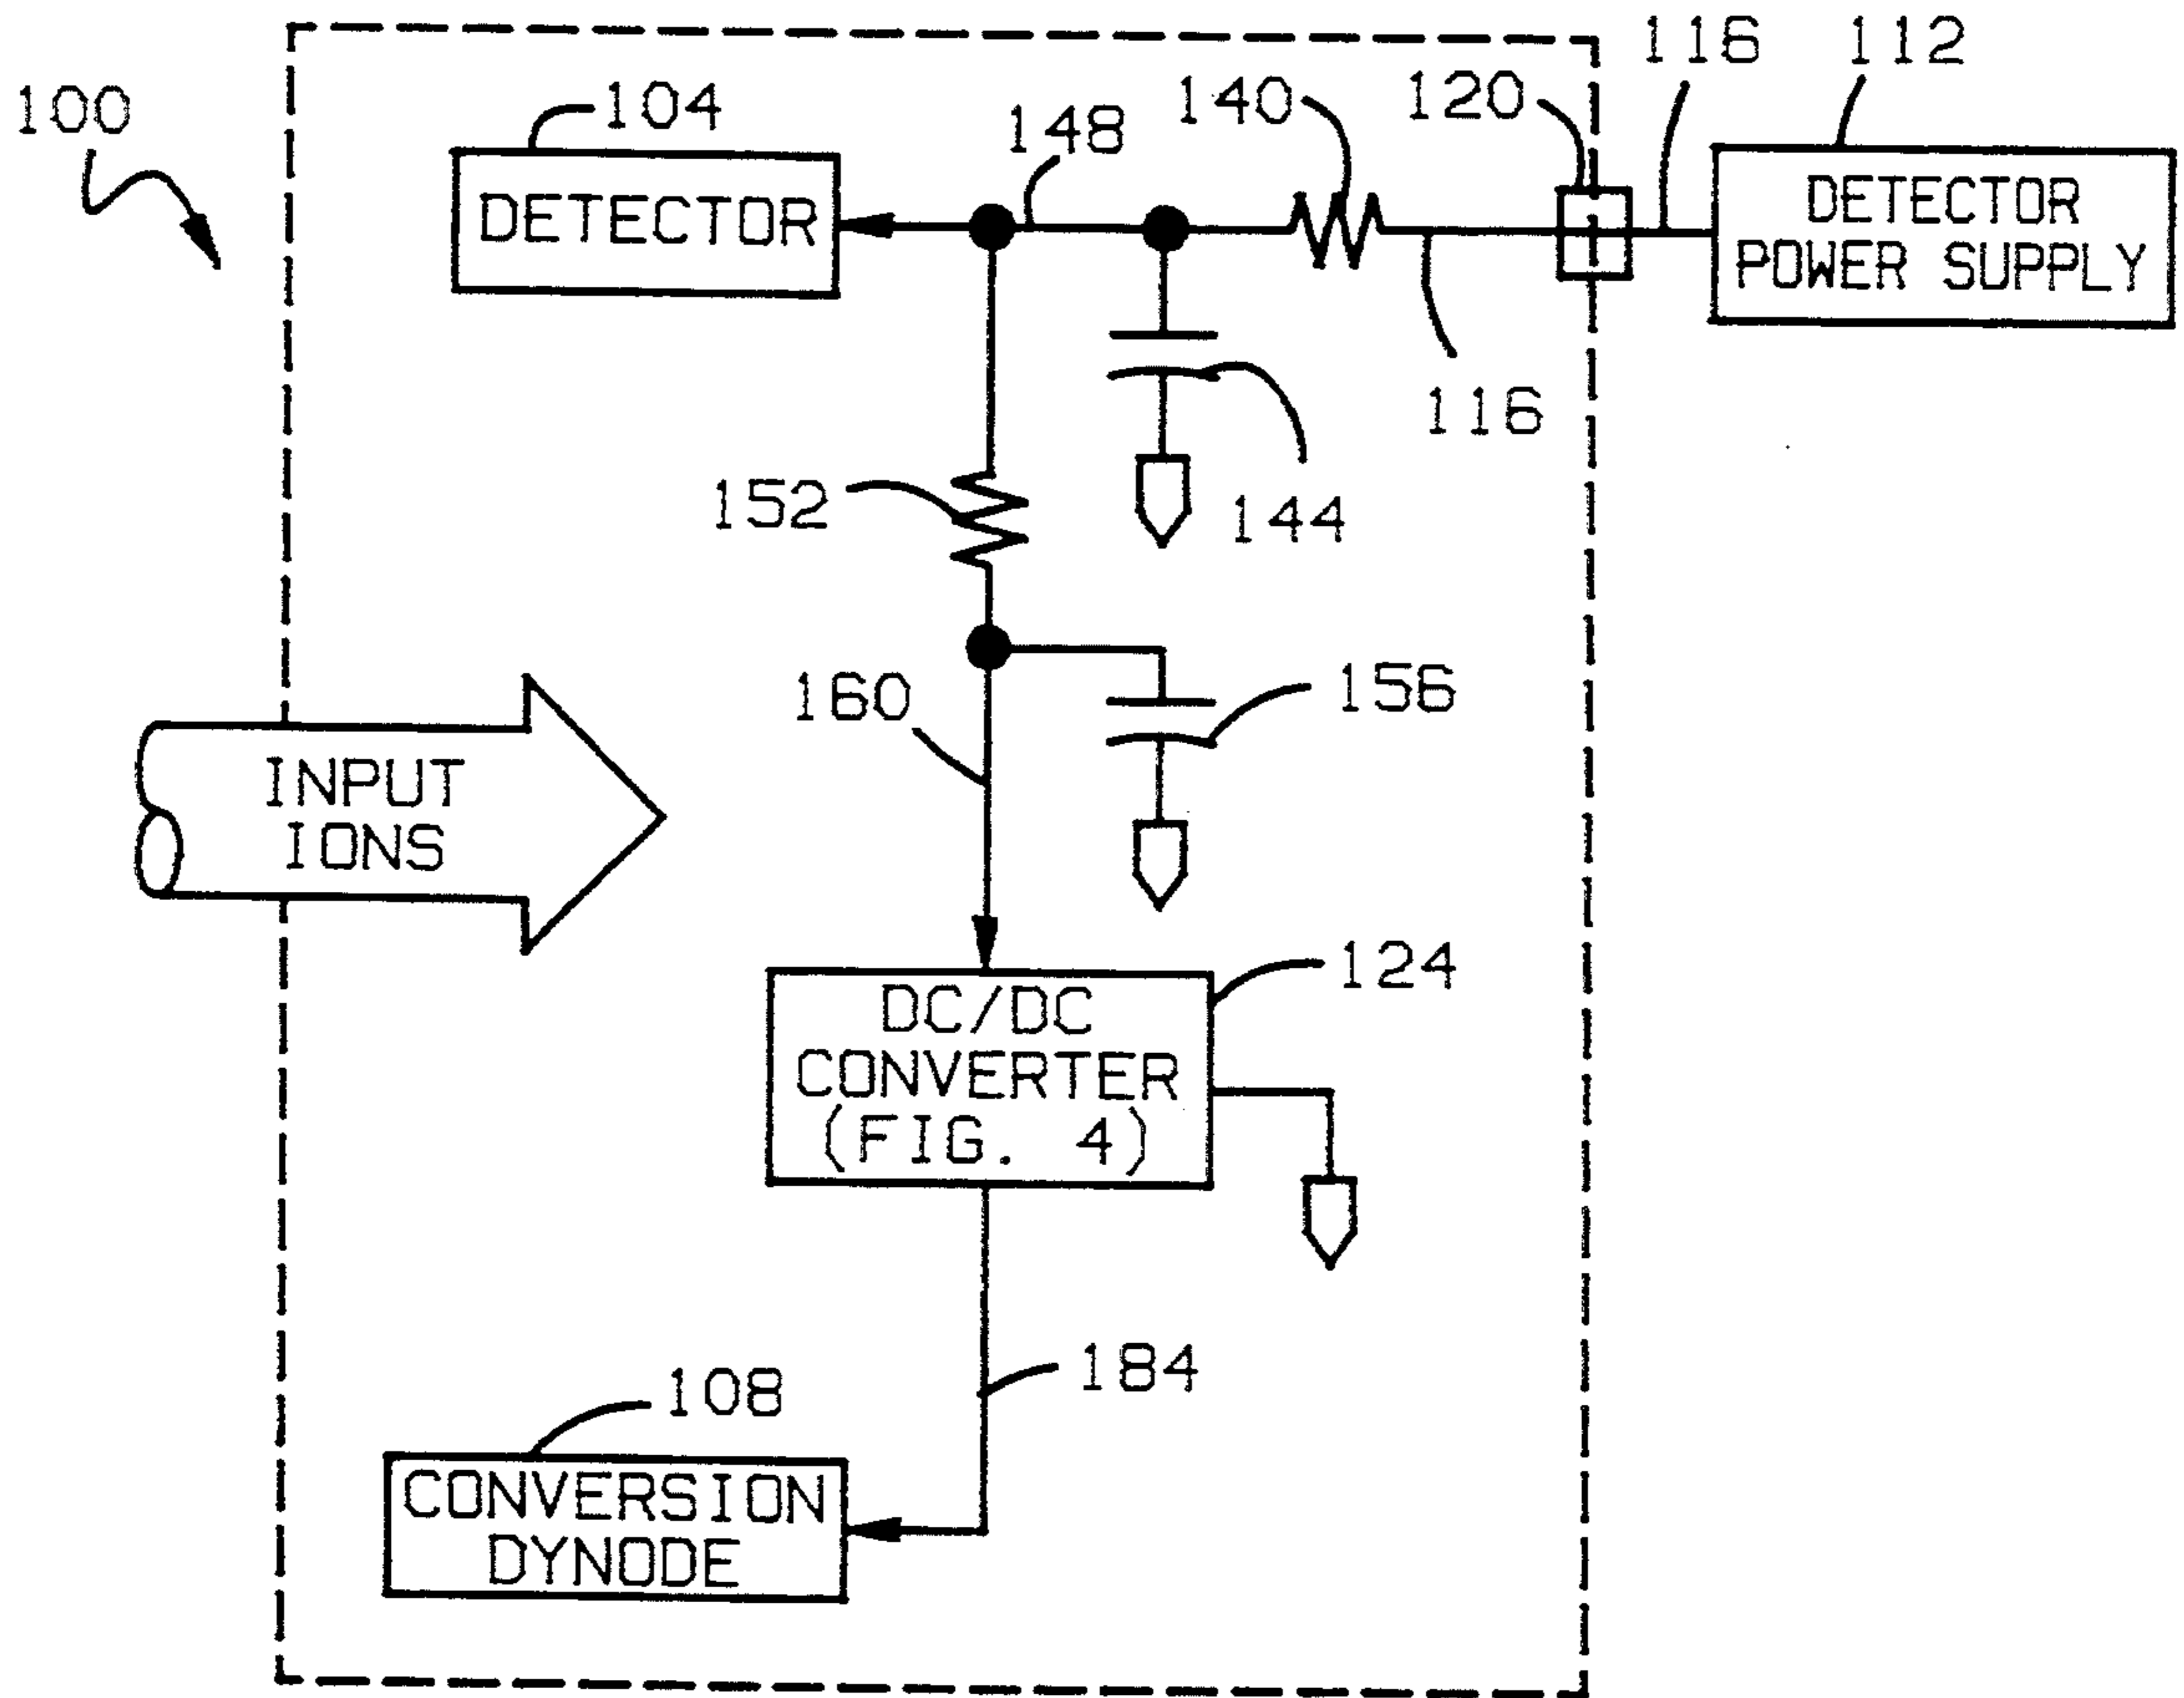 116
112
100
104
148
140
120
DETECTOR
DETECTOR
POWER SUPPLY
116
152
144
160
156
INPUT
IONS
124
DC/DC
CONVERTER
(FIG. 4)
184
108
CONVERSION
DYNODE